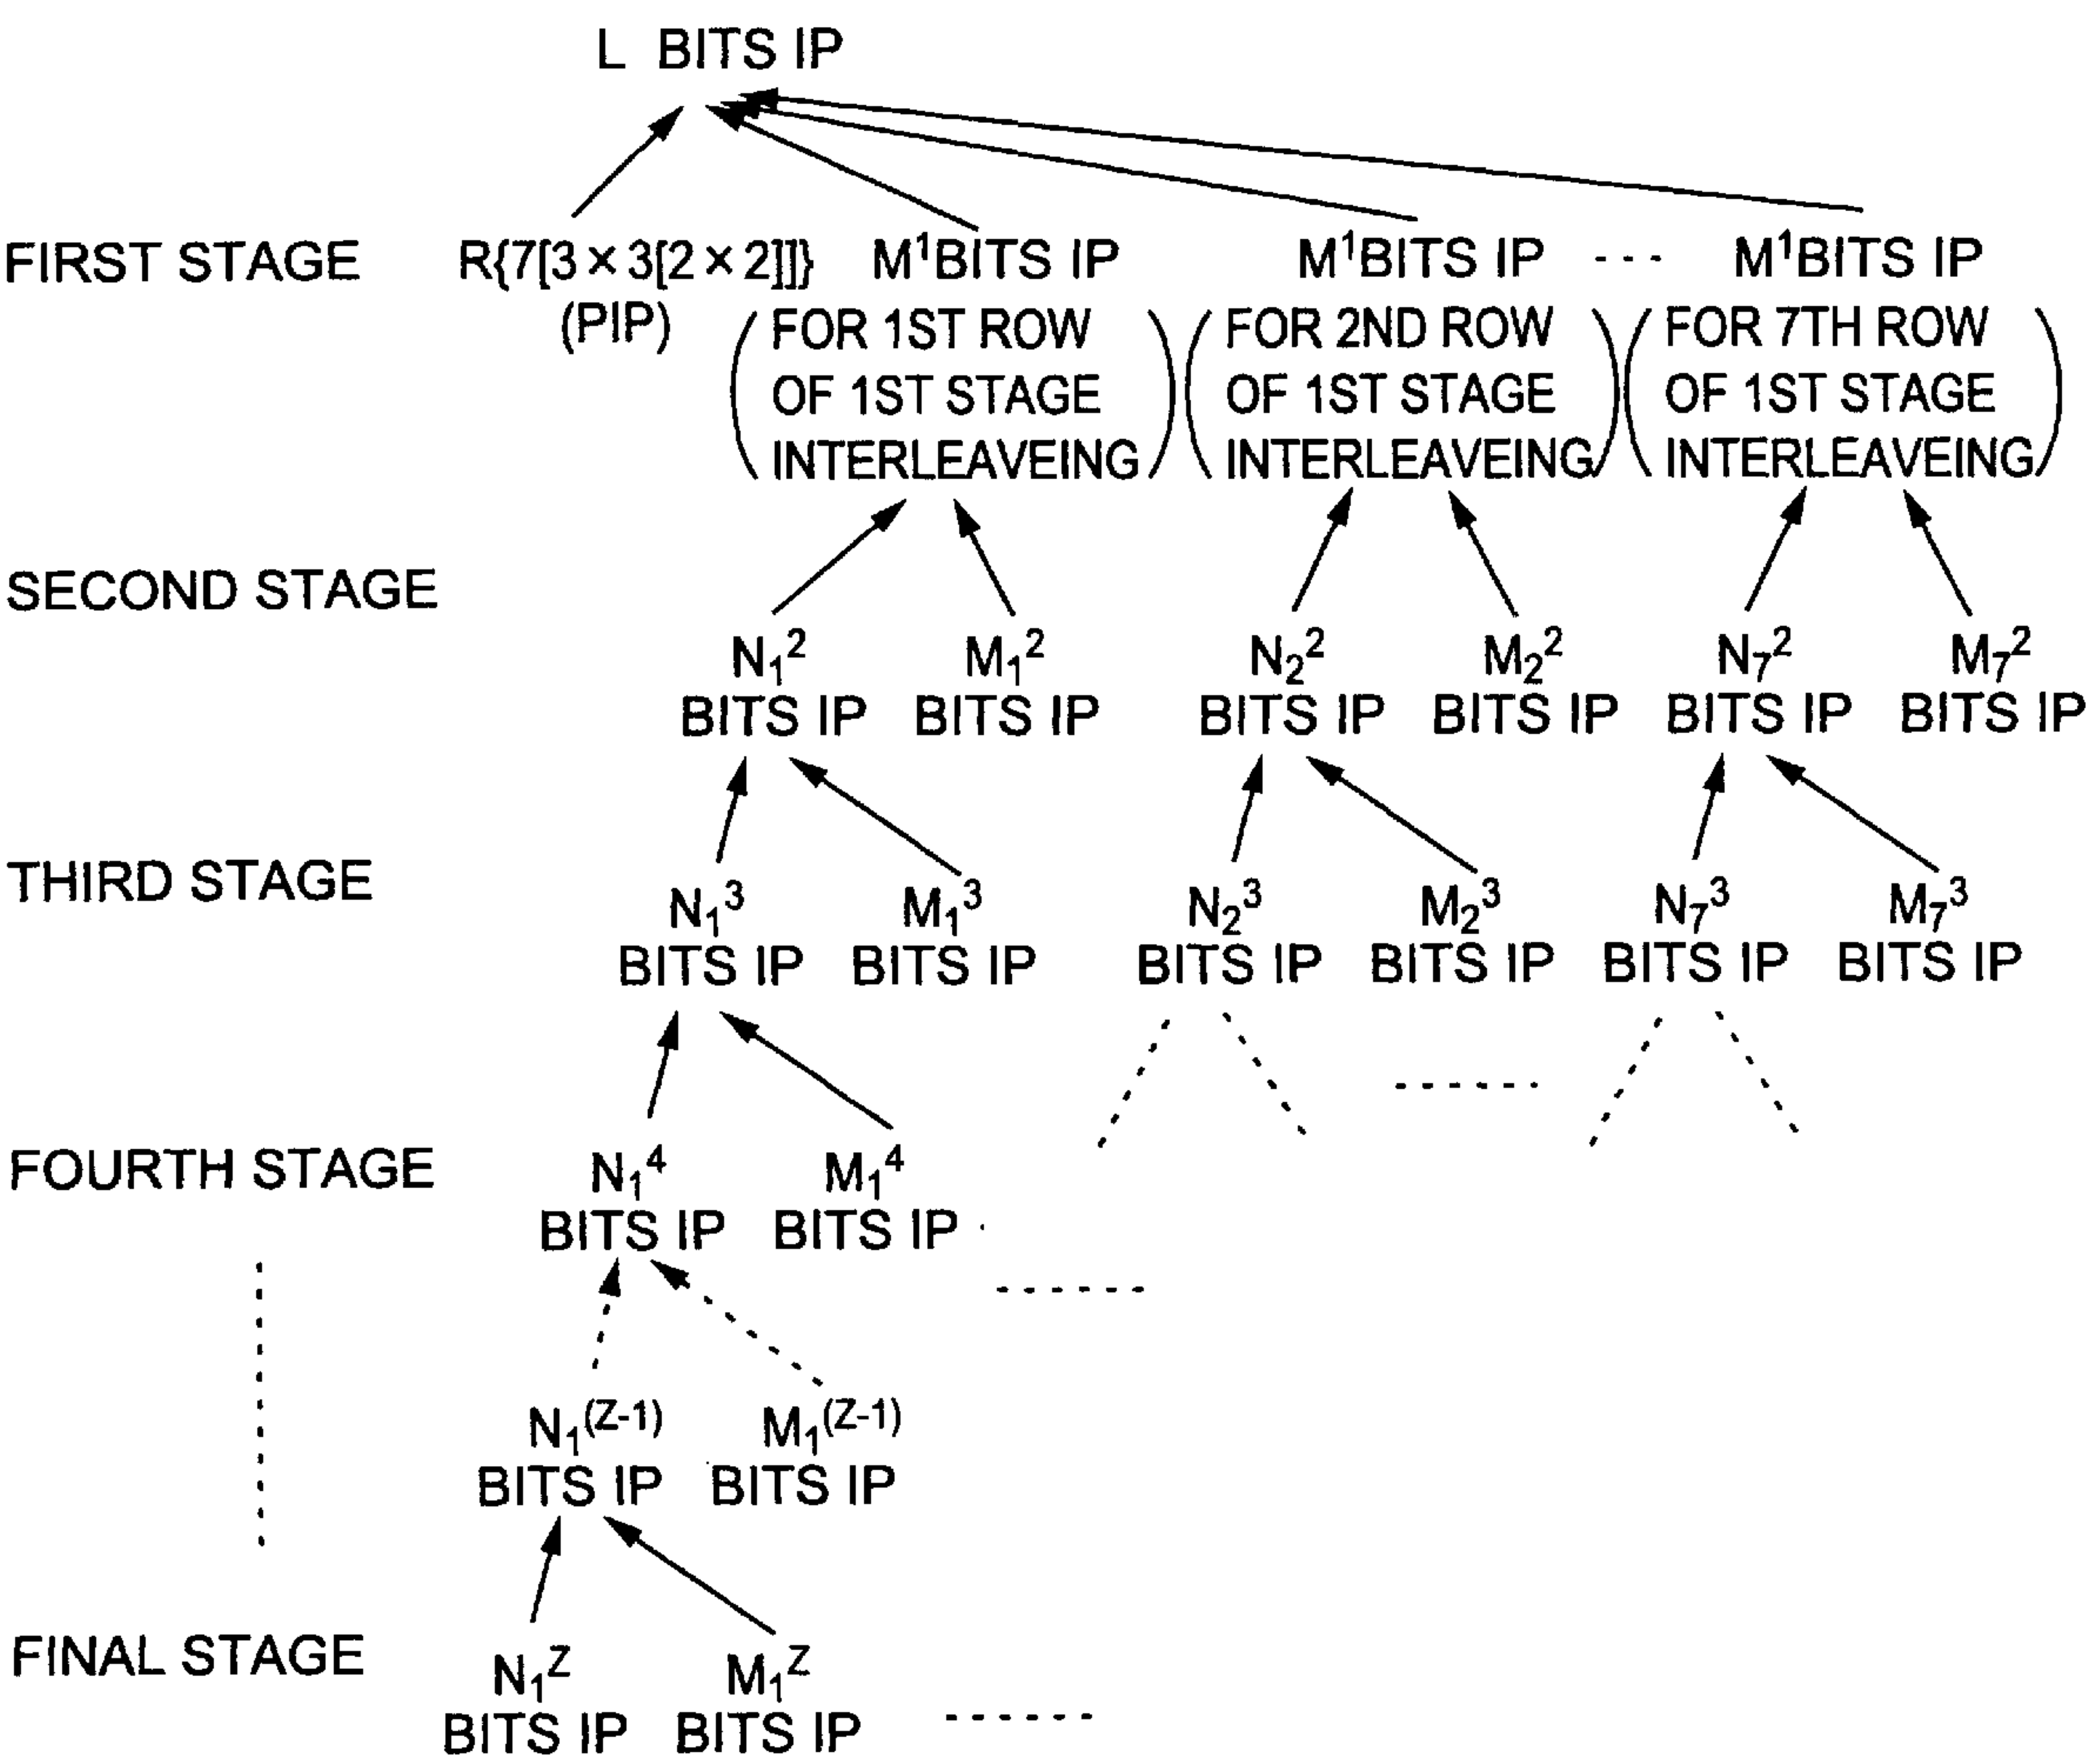 L BITS IP
FIRST STAGE R{7[3×3[2×2]]} M¹BITS IP M¹BITS IP --- M¹BITS IP
(PIP)
(FOR 1ST ROW OF 1ST STAGE INTERLEAVEING)
(FOR 2ND ROW OF 1ST STAGE INTERLEAVEING)
(FOR 7TH ROW OF 1ST STAGE INTERLEAVEING)
SECOND STAGE
N₁² M₁² N₂² M₂² N₇² M₇²
BITS IP BITS IP BITS IP BITS IP BITS IP BITS IP
THIRD STAGE
N₁³ M₁³ N₂³ M₂³ N₇³ M₇³
BITS IP BITS IP BITS IP BITS IP BITS IP BITS IP
FOURTH STAGE N₁⁴ M₁⁴
BITS IP BITS IP
N₁^(Z-1) M₁^(Z-1)
BITS IP BITS IP
FINAL STAGE N₁^Z M₁^Z
BITS IP BITS IP